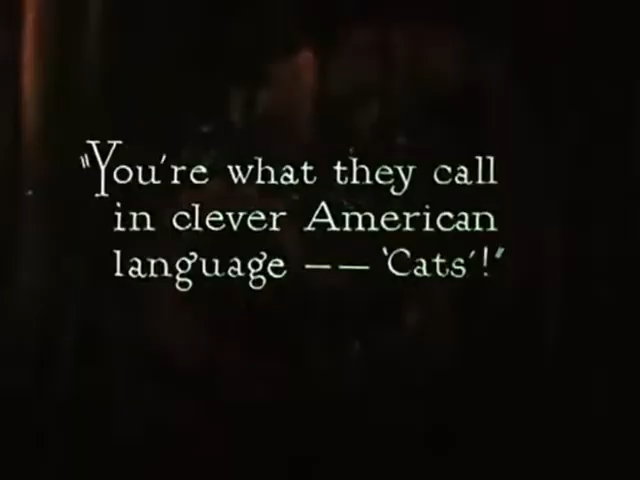 "You're what they call
in clever American
language -- 'Cats'!"